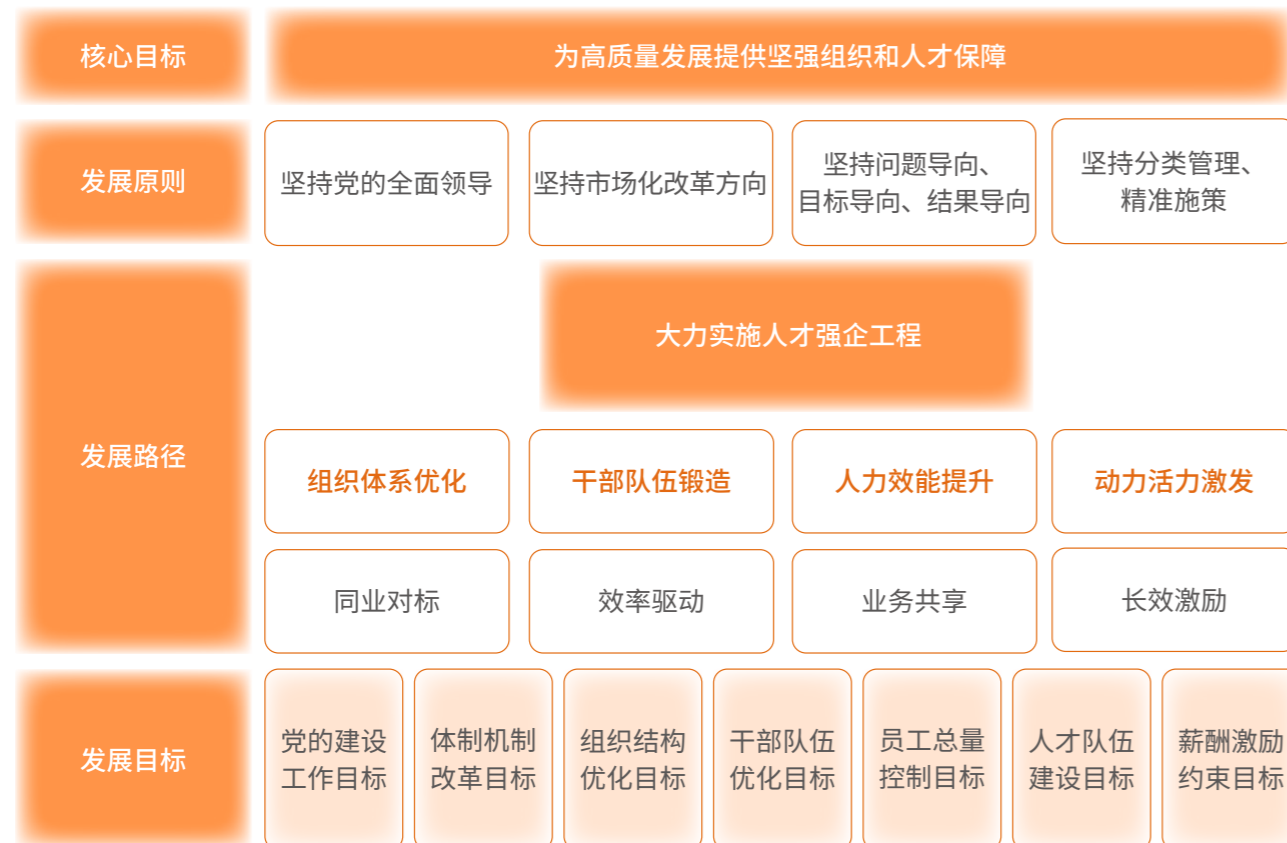 核心目标
为高质量发展提供坚强组织和人才保障
发展原则
坚持党的全面领导
坚持市场化改革方向
坚持问题导向、
目标导向、结果导向
坚持分类管理、
精准施策
发展路径
大力实施人才强企工程
组织体系优化
干部队伍锻造
人力效能提升
动力活力激发
同业对标
效率驱动
业务共享
长效激励
发展目标
党的建设
工作目标
体制机制
改革目标
组织结构
优化目标
干部队伍
优化目标
员工总量
控制目标
人才队伍
建设目标
薪酬激励
约束目标